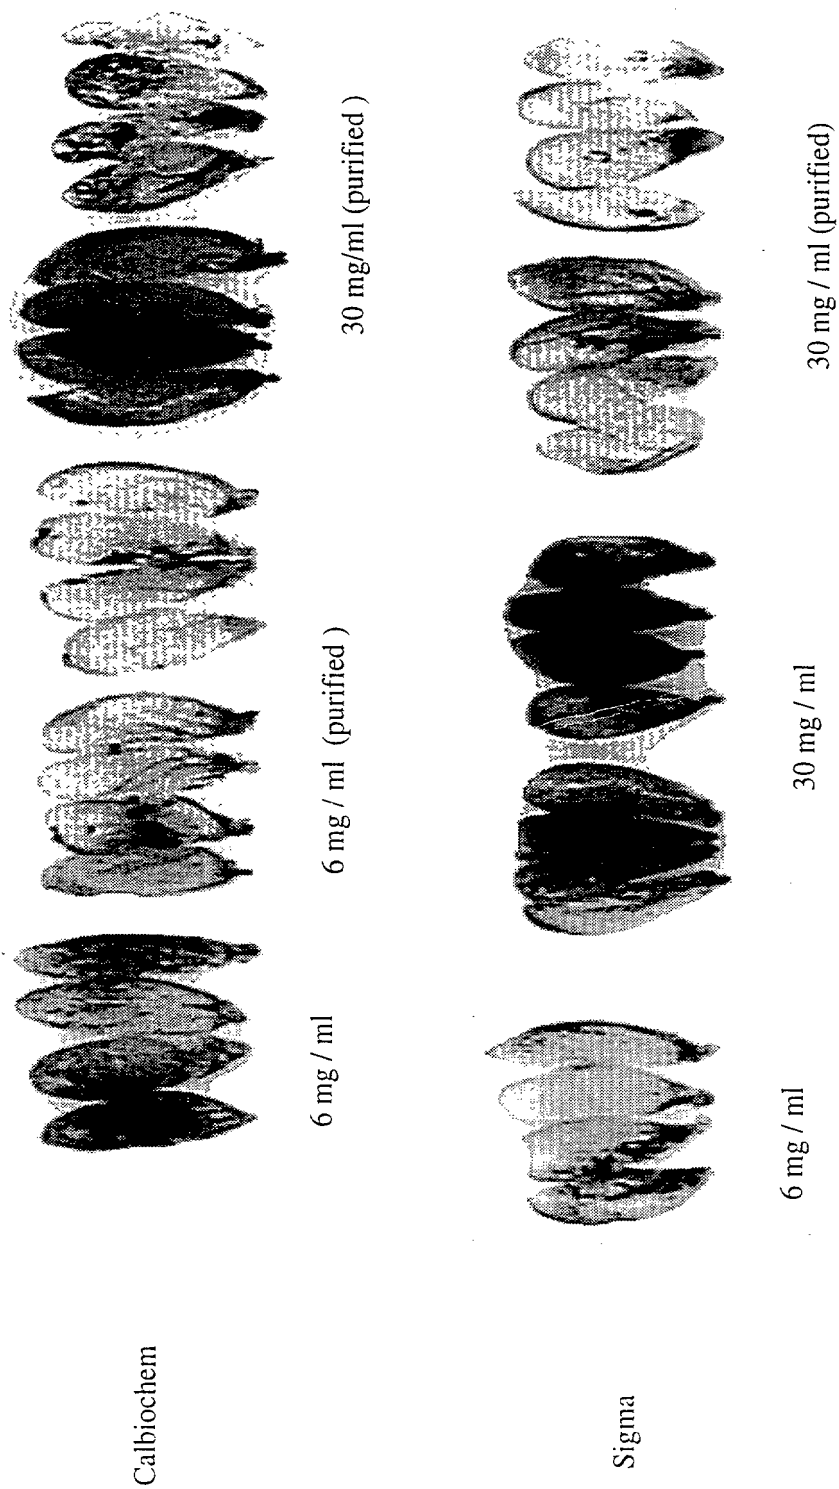 Calbiochem
6 mg / ml
6 mg / ml (purified )
30 mg/ml (purified )
Sigma
6 mg / ml
30 mg / ml
30 mg / ml (purified)